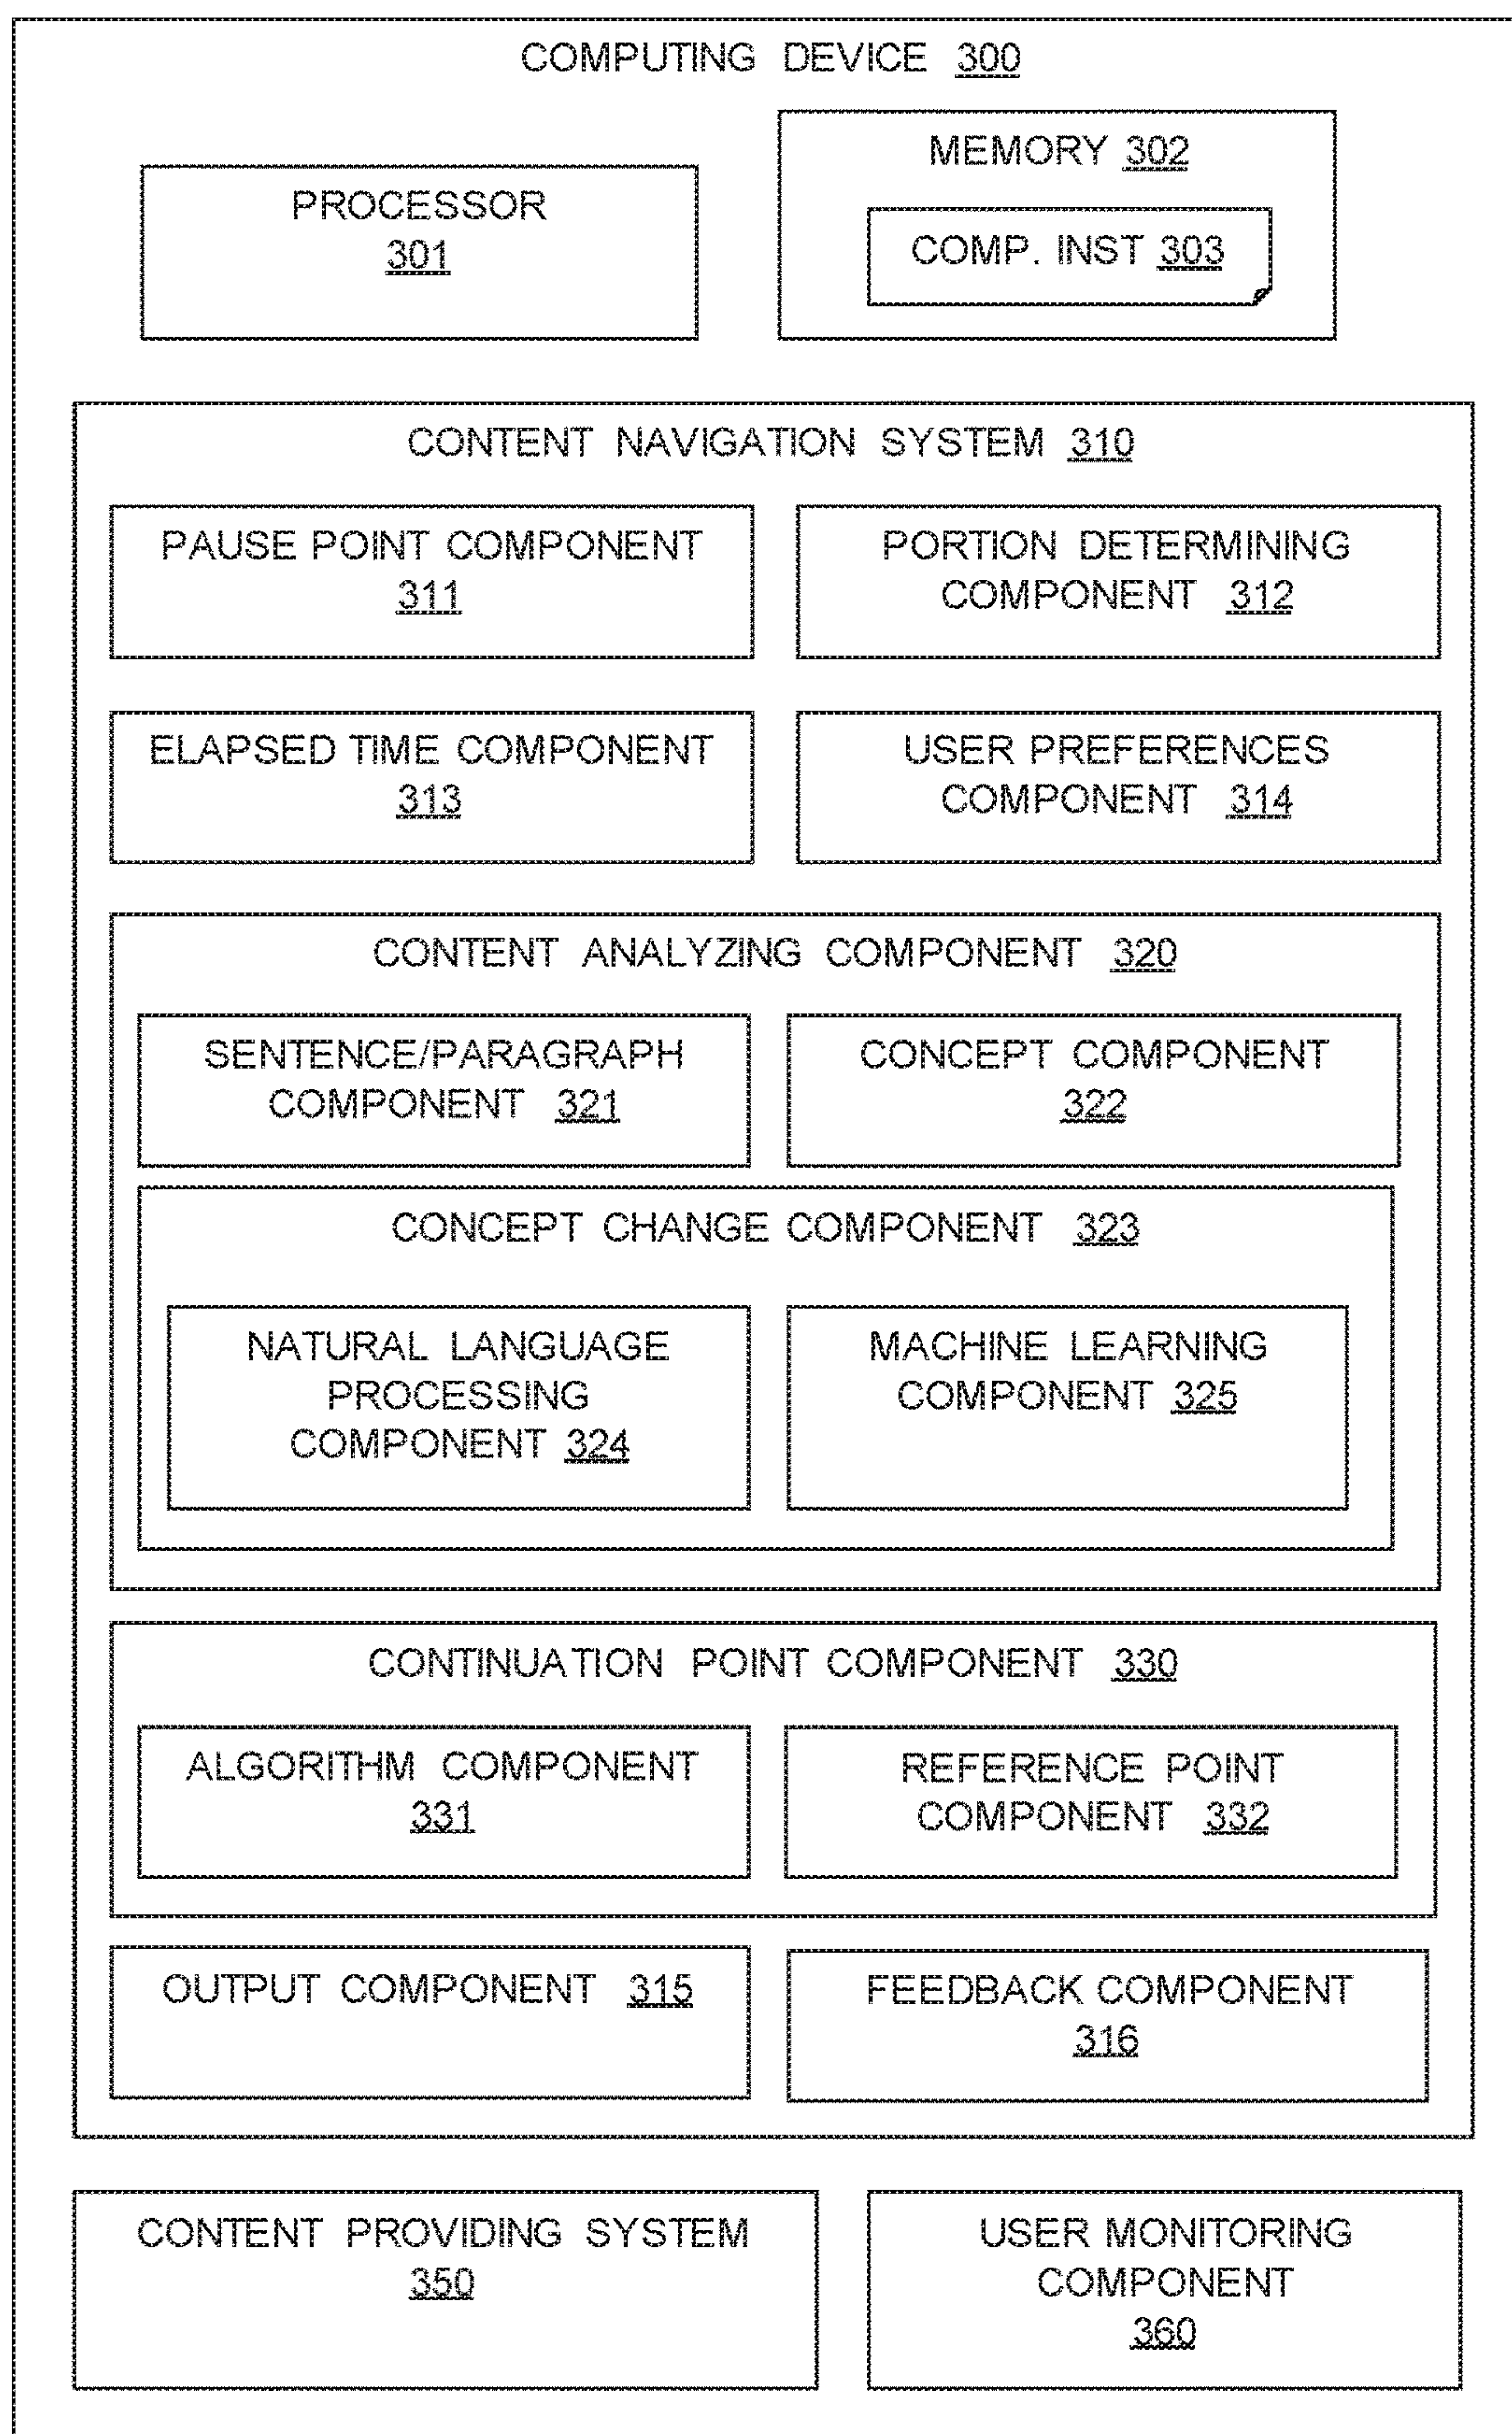 COMPUTING DEVICE 300
PROCESSOR
301
MEMORY 302
COMP. INST 303
CONTENT NAVIGATION SYSTEM 310
PAUSE POINT COMPONENT
311
PORTION DETERMINING
COMPONENT 312
ELAPSED TIME COMPONENT
313
USER PREFERENCES
COMPONENT 314
CONTENT ANALYZING COMPONENT 320
SENTENCE/PARAGRAPH
COMPONENT 321
CONCEPT COMPONENT
322
CONCEPT CHANGE COMPONENT 323
NATURAL LANGUAGE
PROCESSING
COMPONENT 324
MACHINE LEARNING
COMPONENT 325
CONTINUATION POINT COMPONENT 330
ALGORITHM COMPONENT
331
REFERENCE POINT
COMPONENT 332
OUTPUT COMPONENT 315
FEEDBACK COMPONENT
316
CONTENT PROVIDING SYSTEM
350
USER MONITORING
COMPONENT
360